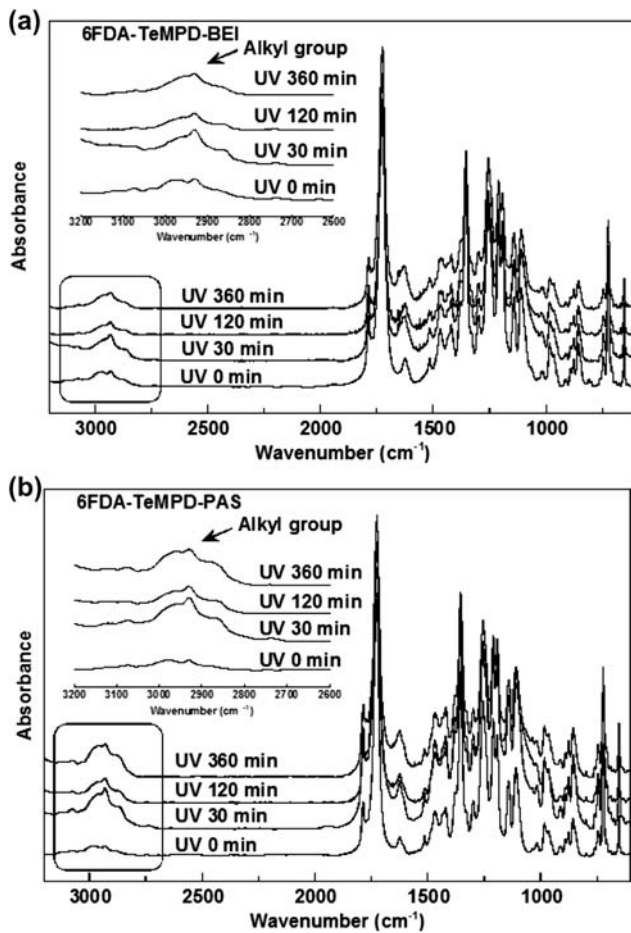 (a)
6FDA-TeMPD-BEI
Alkyl group
UV 360 min
UV 120 min
UV 30 min
UV 0 min
3200 3100 3000 2900 2800 2700 2600
Wavenumber (cm⁻¹)
Absorbance
UV 360 min
UV 120 min
UV 30 min
UV 0 min
3000 2500 2000 1500 1000
Wavenumber (cm⁻¹)
(b)
6FDA-TeMPD-PAS
Alkyl group
UV 360 min
UV 120 min
UV 30 min
UV 0 min
3200 3100 3000 2900 2800 2700 2600
Wavenumber (cm⁻¹)
Absorbance
UV 360 min
UV 120 min
UV 30 min
UV 0 min
3000 2500 2000 1500 1000
Wavenumber (cm⁻¹)